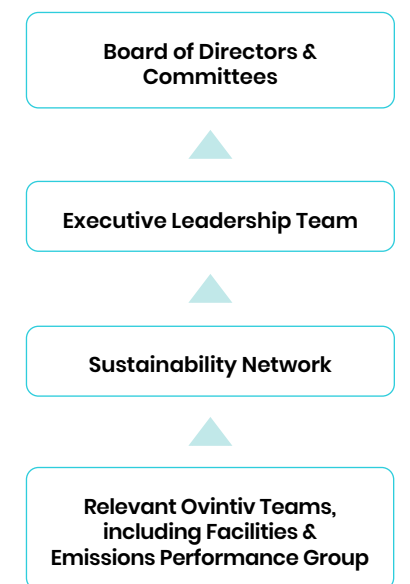 Board of Directors &
Committees
Executive Leadership Team
Sustainability Network
Relevant Ovintiv Teams,
including Facilities &
Emissions Performance Group